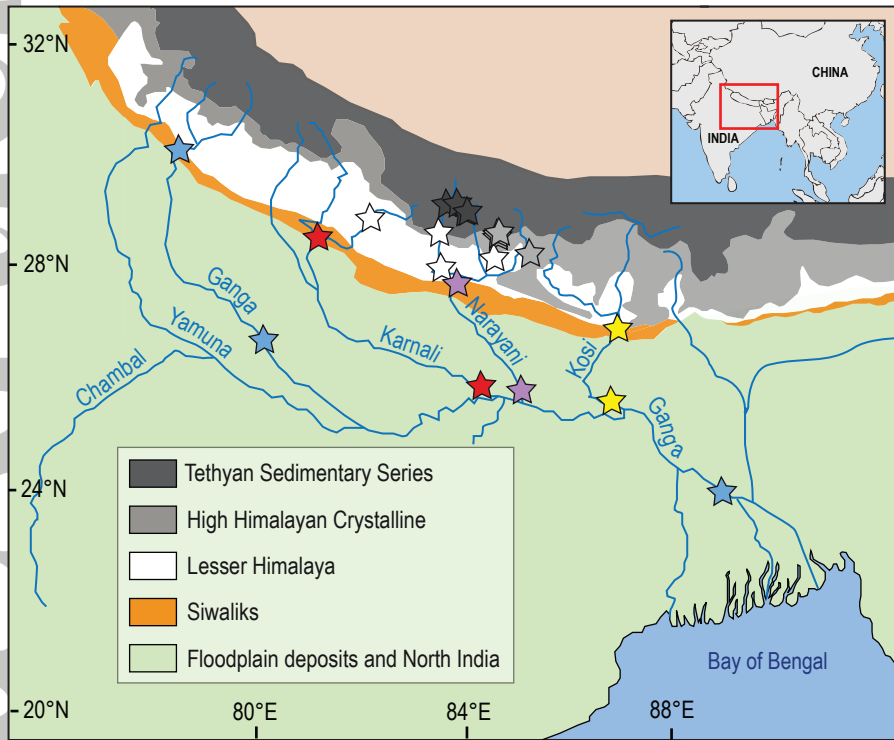 32°N
28°N
24°N
20°N
80°E
84°E
88°E
CHINA
INDIA
Ganga
Yamuna
Chambal
Karnali
Narayani
Kosi
Ganga
Tethyan Sedimentary Series
High Himalayan Crystalline
Lesser Himalaya
Siwaliks
Floodplain deposits and North India
Bay of Bengal